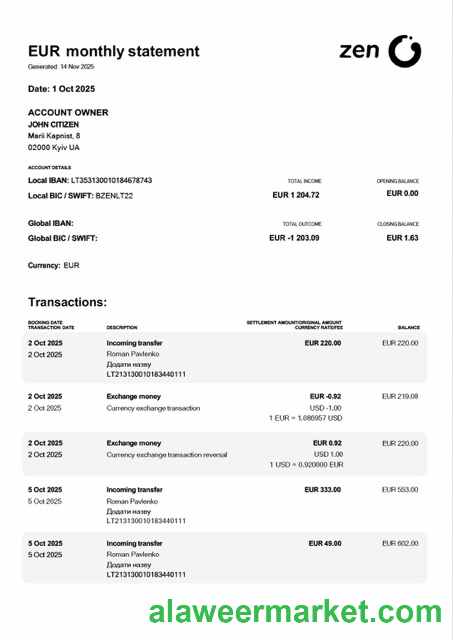 EUR monthly statement
zen
Generated: 14 Nov 2025
Date: 1 Oct 2025
ACCOUNT OWNER
JOHN CITIZEN
Marii Kapnist, 8
02000 Kyiv UA
ACCOUNT DETAILS
Local IBAN: LT353130010184678743
TOTAL INCOME
OPENING BALANCE
Local BIC / SWIFT: BZENLT22
EUR 1 204.72
EUR 0.00
Global IBAN:
TOTAL OUTCOME
CLOSING BALANCE
Global BIC / SWIFT:
EUR -1 203.09
EUR 1.63
Currency: EUR
Transactions:
BOOKING DATE
TRANSACTION DATE
DESCRIPTION
SETTLEMENT AMOUNT/ORIGINAL AMOUNT
CURRENCY RATE/FEE
BALANCE
2 Oct 2025 Incoming transfer EUR 220.00 EUR 220.00
2 Oct 2025 Roman Pavlenko
Додати назву
LT213130010183440111
2 Oct 2025 Exchange money EUR -0.92 EUR 219.08
2 Oct 2025 Currency exchange transaction USD -1.00
1 EUR = 1.086957 USD
2 Oct 2025 Exchange money EUR 0.92 EUR 220.00
2 Oct 2025 Currency exchange transaction reversal USD 1.00
1 USD = 0.920000 EUR
5 Oct 2025 Incoming transfer EUR 333.00 EUR 553.00
5 Oct 2025 Roman Pavlenko
Додати назву
LT213130010183440111
5 Oct 2025 Incoming transfer EUR 49.00 EUR 602.00
5 Oct 2025 Roman Pavlenko
Додати назву
LT213130010183440111
alaweermarket.com